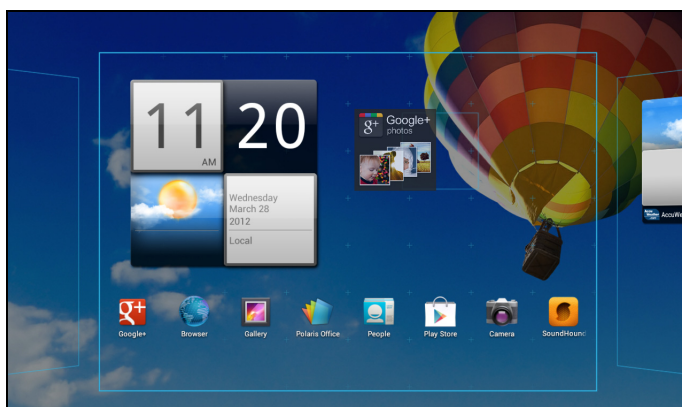 11
AM
20
Wednesday
March 28
2012
Local
g+ Google+
photos
AccuWe
g+
Google+
Browser
Gallery
Polaris Office
People
Play Store
Camera
SoundHound